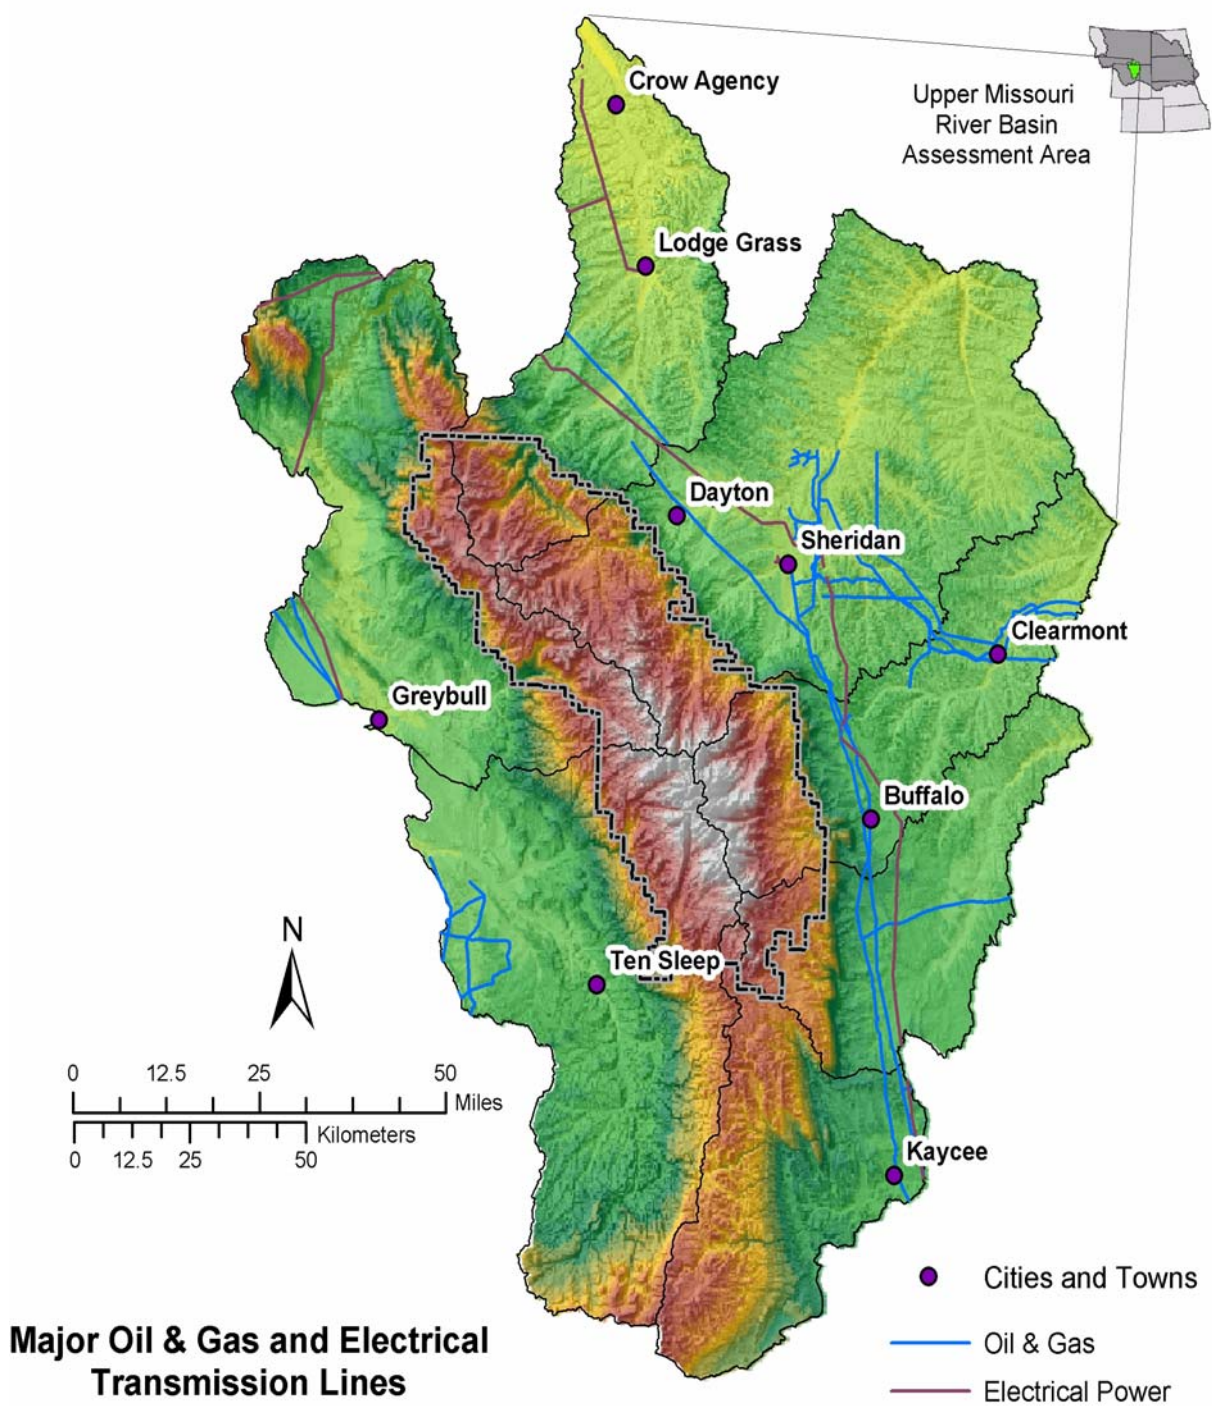 Crow Agency
Upper Missouri
River Basin
Assessment Area
Lodge Grass
Dayton
Sheridan
Clearmont
Greybull
Buffalo
Ten Sleep
N
0 12.5 25 50
Miles
Kilometers
0 12.5 25 50
Kaycee
Cities and Towns
Major Oil & Gas and Electrical
Transmission Lines
Oil & Gas
Electrical Power